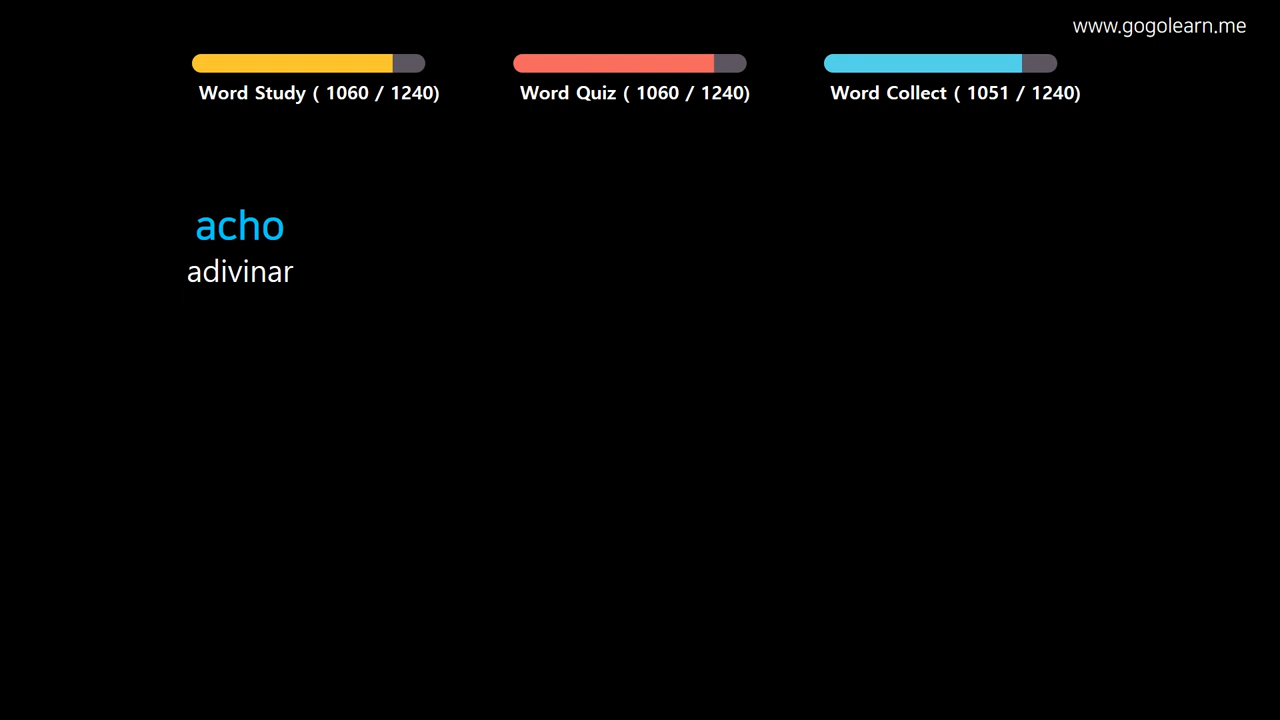 www.gogolearn.me
Word Study ( 1060 / 1240)
Word Quiz ( 1060 / 1240)
Word Collect ( 1051 / 1240)
acho
adivinar